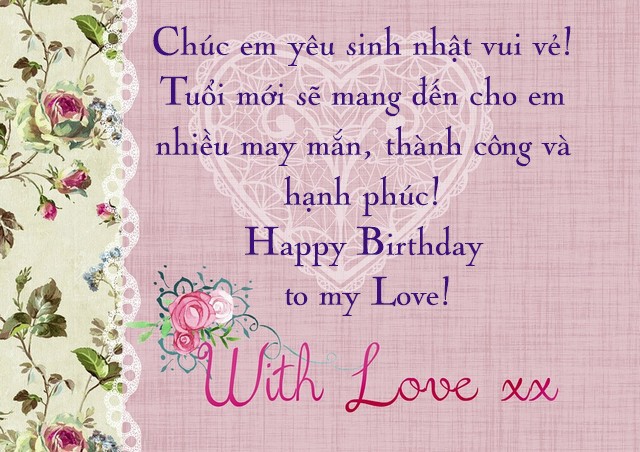 Chúc em yêu sinh nhật vui vẻ!
Tuổi mới sẽ mang đến cho em
nhiều may mắn, thành công và
hạnh phúc!
Happy Birthday
to my Love!
With Love xx